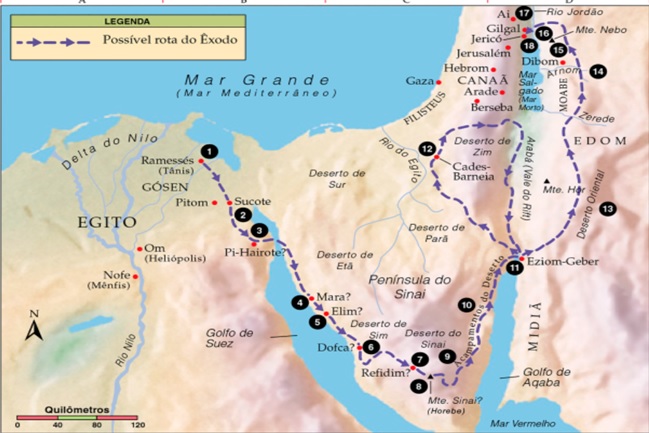 A
B
C
D
LEGENDA
Possível rota do Êxodo
Mar Grande
(Mar Mediterrâneo)
Ai
17
Rio Jordão
Gilgal
16
Mte. Nebo
Jericó
18
15
Jerusalém
Dibom
14
Hebrom
Arnom
Gaza
CANAÃ
Mar
Sal-
gado
(Mar
Morto)
MOABE
Arade
Berseba
FILISTEUS
Zerede
Delta do Nilo
1
Ramessés
(Tânis)
Rio do Egito
12
Deserto de
Zim
EDOM
Cades-
Barneia
Arabá (Vale do Rift)
GÓSEN
Deserto de
Sur
Mte. Hor
Pitom
Sucote
2
Deserto Oriental
13
EGITO
3
Deserto de
Parã
Om
(Heliópolis)
Pi-Hairote?
Deserto de
Etã
Eziom-Geber
11
Nofe
(Mênfis)
Península do
Sinai
Acampamentos do Deserto
4
Mara?
10
5
Elim?
N
Golfo de
Suez
Deserto de
Sim
Deserto do
Sinai
MIDIÃ
Dofca?
6
Rio Nilo
7
9
Refidim?
8
Golfo de
Aqaba
Mte. Sinai?
(Horebe)
Quilômetros
0 40 80 120
Mar Vermelho